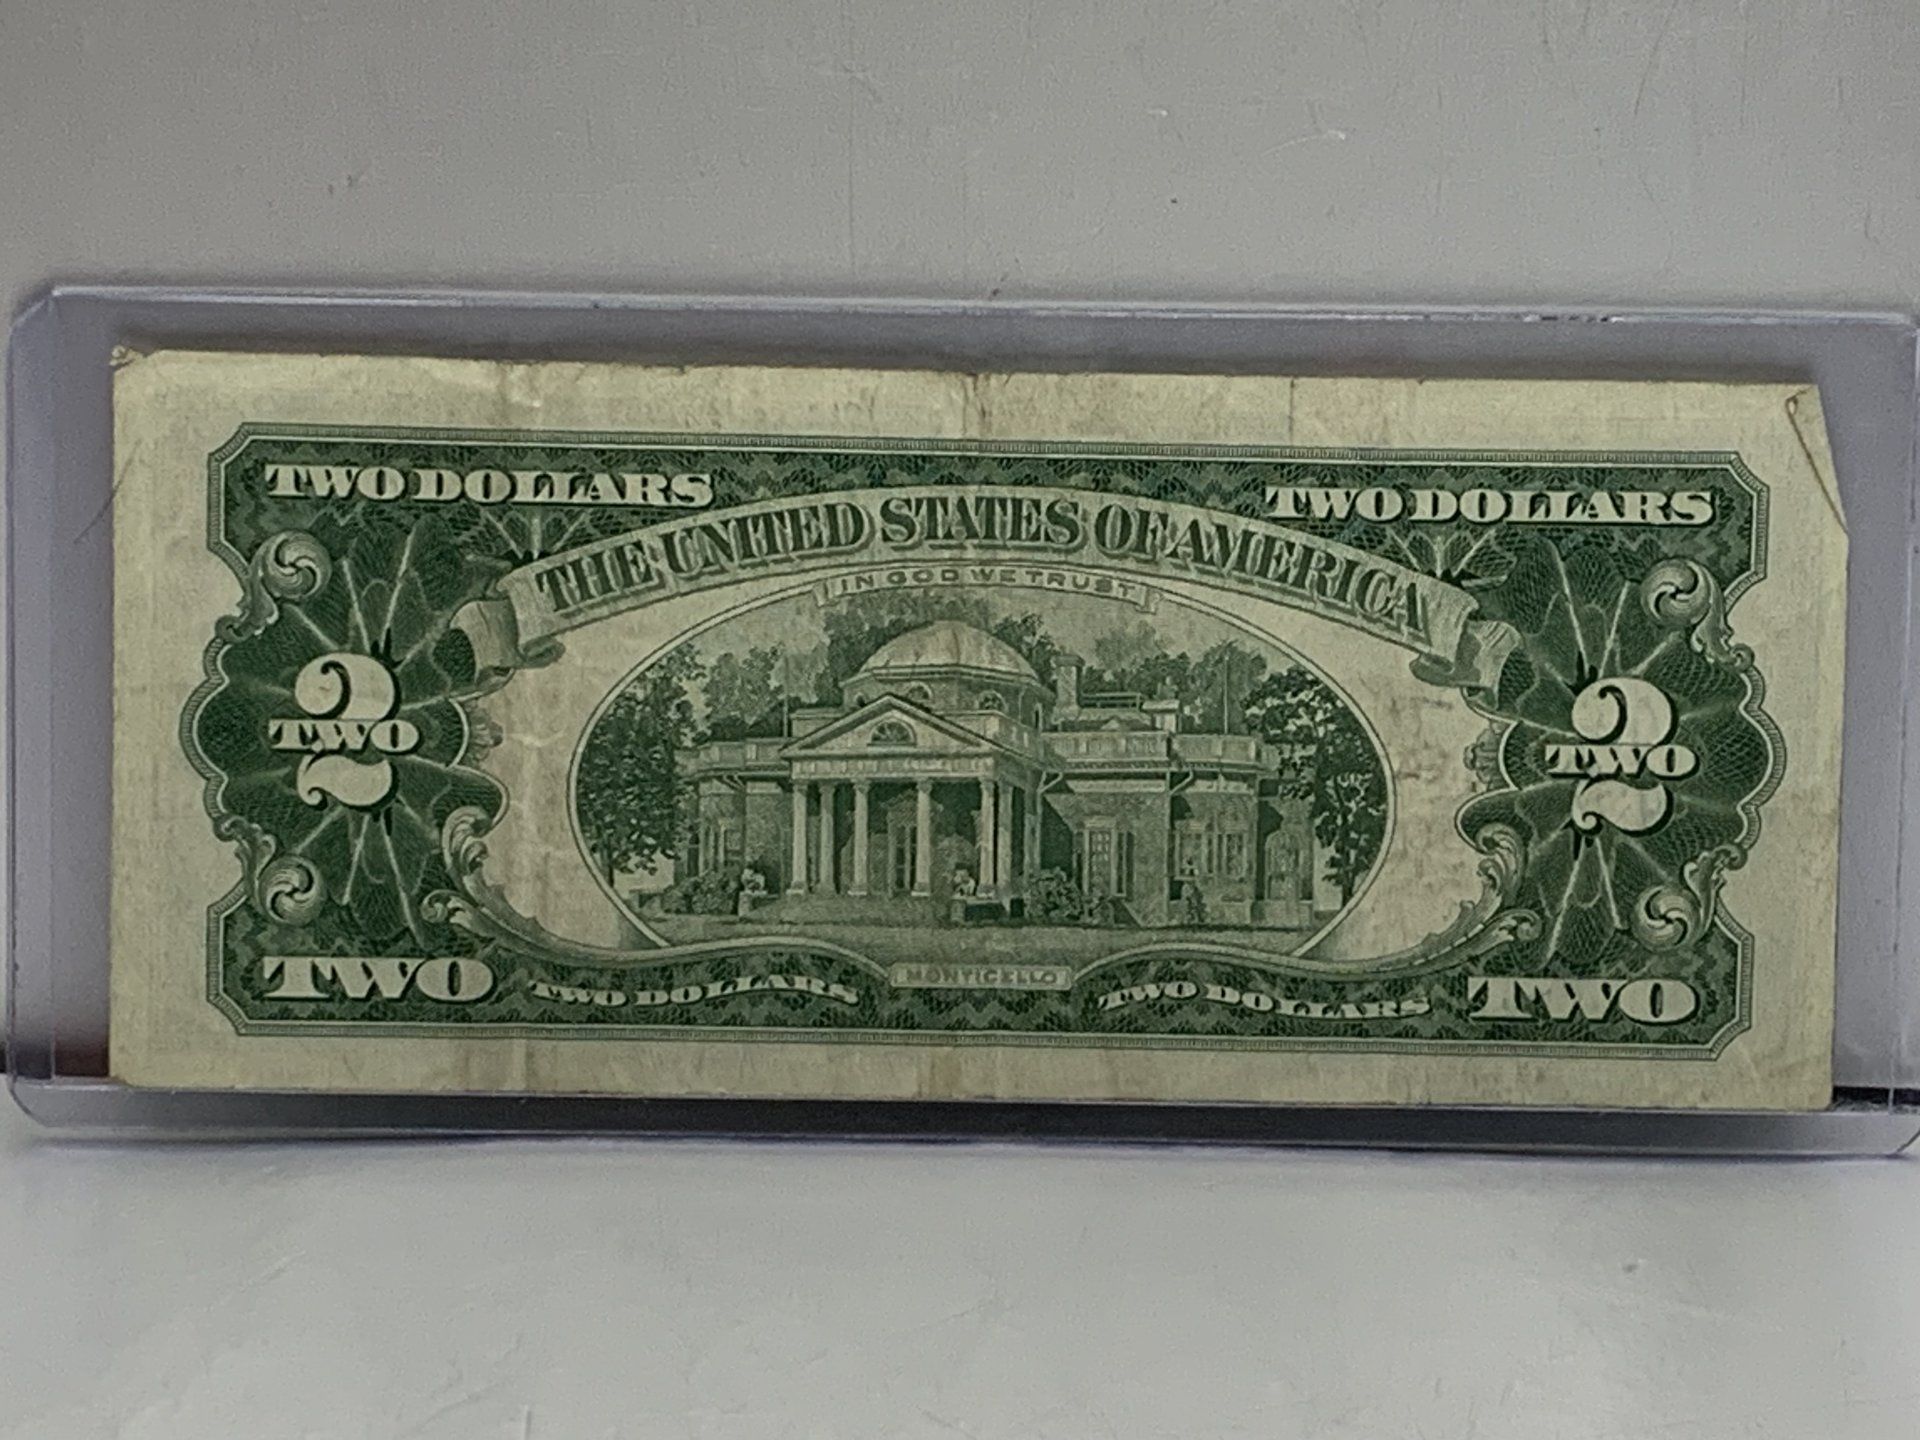 TWO DOLLARS
TWO DOLLARS
THE UNITED STATES OF AMERICA
IN GOD WE TRUST
2
TWO
2
TWO
MONTICELLO
TWO
TWO DOLLARS
TWO DOLLARS
TWO